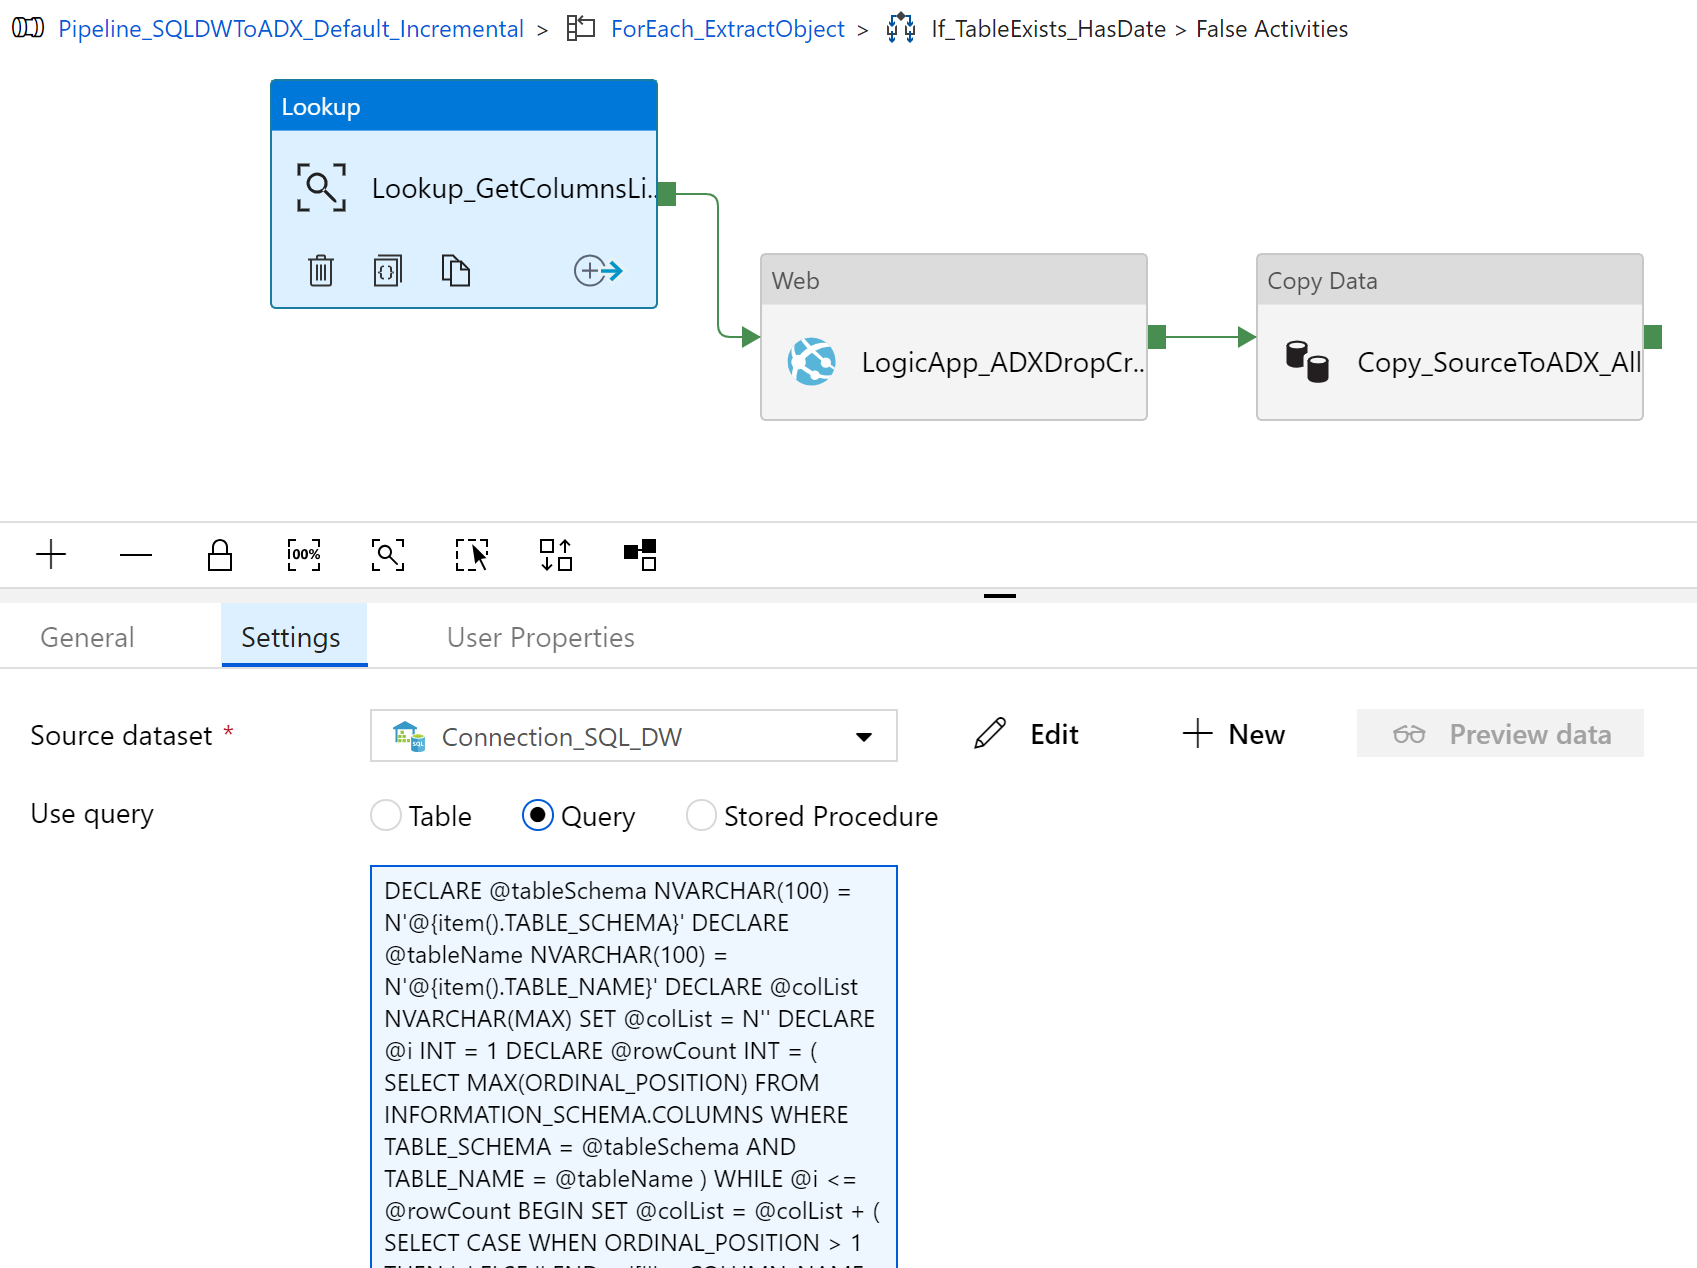 Pipeline_SQLDWToADX_Default_Incremental > ForEach_ExtractObject > If_TableExists_HasDate > False Activities
Lookup
Lookup_GetColumnsLi..
Web
LogicApp_ADXDropCr..
Copy Data
Copy_SourceToADX_All
00%
General Settings User Properties
Source dataset * Connection_SQL_DW Edit New Preview data
Use query Table Query Stored Procedure
DECLARE @tableSchema NVARCHAR(100) =
N'@{item().TABLE_SCHEMA}' DECLARE
@tableName NVARCHAR(100) =
N'@{item().TABLE_NAME}' DECLARE @colList
NVARCHAR(MAX) SET @colList = N'' DECLARE
@i INT = 1 DECLARE @rowCount INT = (
SELECT MAX(ORDINAL_POSITION) FROM
INFORMATION_SCHEMA.COLUMNS WHERE
TABLE_SCHEMA = @tableSchema AND
TABLE_NAME = @tableName ) WHILE @i <=
@rowCount BEGIN SET @colList = @colList + (
SELECT CASE WHEN ORDINAL_POSITION > 1